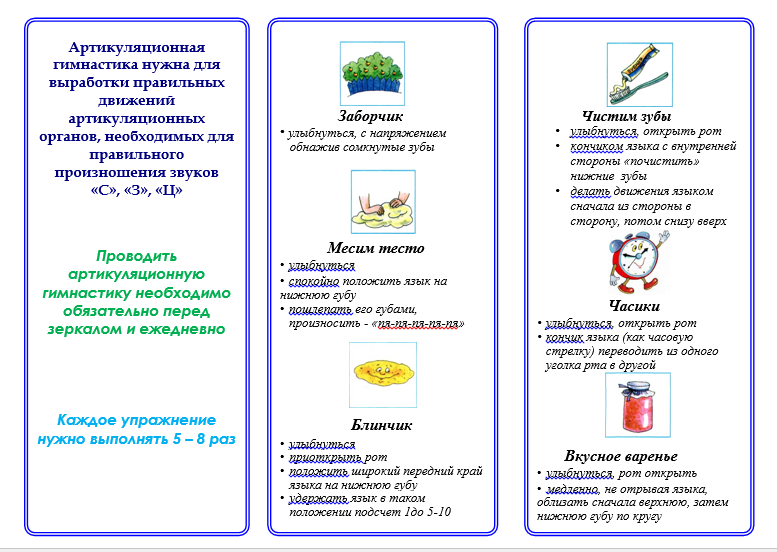 Артикуляционная
гимнастика нужна для
выработки правильных
движений
артикуляционных
органов, необходимых для
правильного
произношения звуков
«С», «З», «Ц»
Проводить
артикуляционную
гимнастику необходимо
обязательно перед
зеркалом и ежедневно
Каждое упражнение
нужно выполнять 5 – 8 раз
Заборчик
• улыбнуться, с напряжением
обнажив сомкнутые зубы
Месим тесто
• улыбнуться
• спокойно положить язык на
нижнюю губу
• пошлепать его губами,
произносить - «пя-пя-пя-пя-пя»
Блинчик
• улыбнуться
• приоткрыть рот
• положить широкий передний край
языка на нижнюю губу
• удержать язык в таком
положении подсчет 1до 5-10
Чистим зубы
• улыбнуться, открыть рот
• кончиком языка с внутренней
стороны «почистить»
нижние зубы
• делать движения языком
сначала из стороны в
сторону, потом снизу вверх
Часики
• улыбнуться, открыть рот
• кончик языка (как часовую
стрелку) переводить из одного
уголка рта в другой
Вкусное варенье
• улыбнуться, рот открыть
• медленно, не отрывая языка,
облизать сначала верхнюю, затем
нижнюю губу по кругу